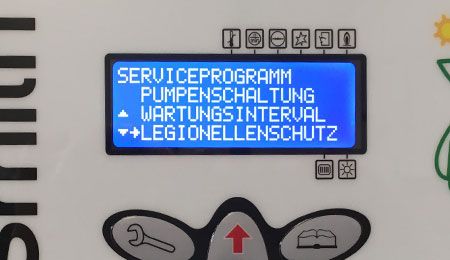 SERVICEPROGRAMM
PUMPENSCHALTUNG
WARTUNGSINTERVAL
LEGIONELLENSCHUTZ